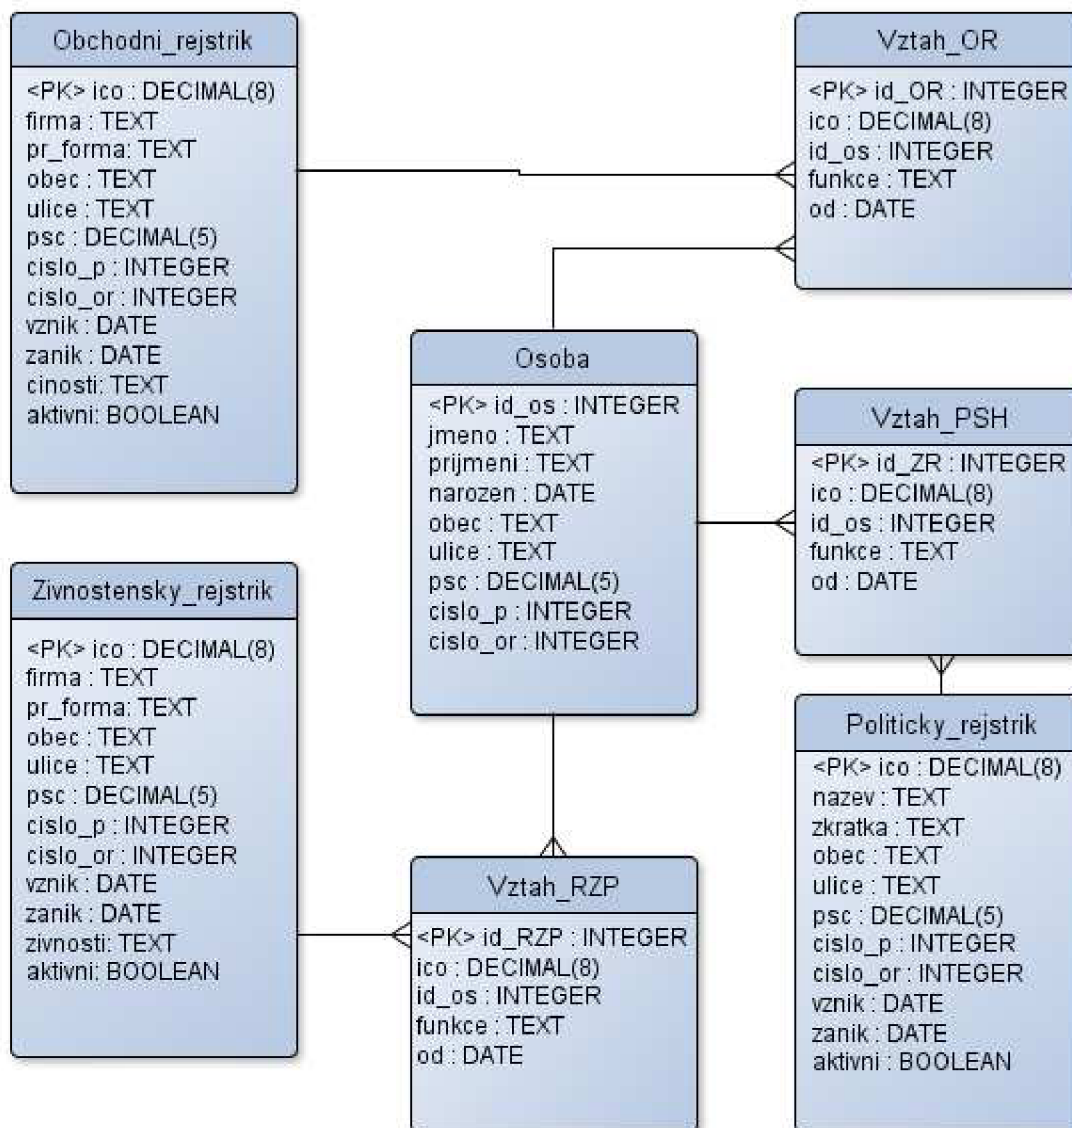 Obchodni_rejstrik
<PK> ico : DECIMAL(8)
firma : TEXT
pr_forma: TEXT
obec : TEXT
ulice : TEXT
psc : DECIMAL(5)
cislo_p : INTEGER
cislo_or : INTEGER
vznik : DATE
zanik : DATE
cinosti: TEXT
aktivni: BOOLEAN
Vztah_OR
<PK> id_OR : INTEGER
ico : DECIMAL(8)
id_os : INTEGER
funkce : TEXT
od : DATE
Osoba
<PK> id_os : INTEGER
jmeno : TEXT
prijmeni : TEXT
narozen : DATE
obec : TEXT
ulice : TEXT
psc : DECIMAL(5)
cislo_p : INTEGER
cislo_or : INTEGER
Vztah_PSH
<PK> id_ZR : INTEGER
ico : DECIMAL(8)
id_os : INTEGER
funkce : TEXT
od : DATE
Zivnostensky_rejstrik
<PK> ico : DECIMAL(8)
firma : TEXT
pr_forma: TEXT
obec : TEXT
ulice : TEXT
psc : DECIMAL(5)
cislo_p : INTEGER
cislo_or : INTEGER
vznik : DATE
zanik : DATE
zivnosti: TEXT
aktivni: BOOLEAN
Vztah_RZP
<PK> id_RZP : INTEGER
ico : DECIMAL(8)
id_os : INTEGER
funkce : TEXT
od : DATE
Politicky_rejstrik
<PK> ico : DECIMAL(8)
nazev : TEXT
zkratka : TEXT
obec : TEXT
ulice : TEXT
psc : DECIMAL(5)
cislo_p : INTEGER
cislo_or : INTEGER
vznik : DATE
zanik : DATE
aktivni : BOOLEAN